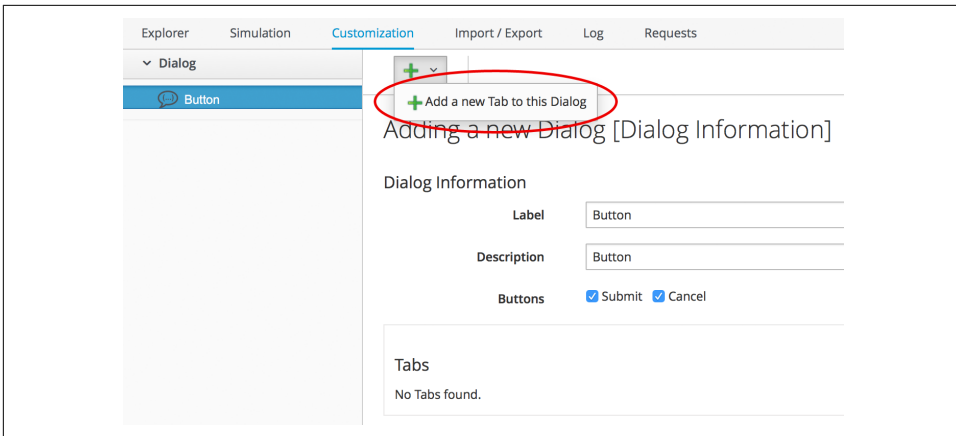 Explorer Simulation Customization Import / Export Log Requests
Dialog
Button
Add a new Tab to this Dialog
Adding a new Dialog [Dialog Information]
Dialog Information
Label Button
Description Button
Buttons Submit Cancel
Tabs
No Tabs found.